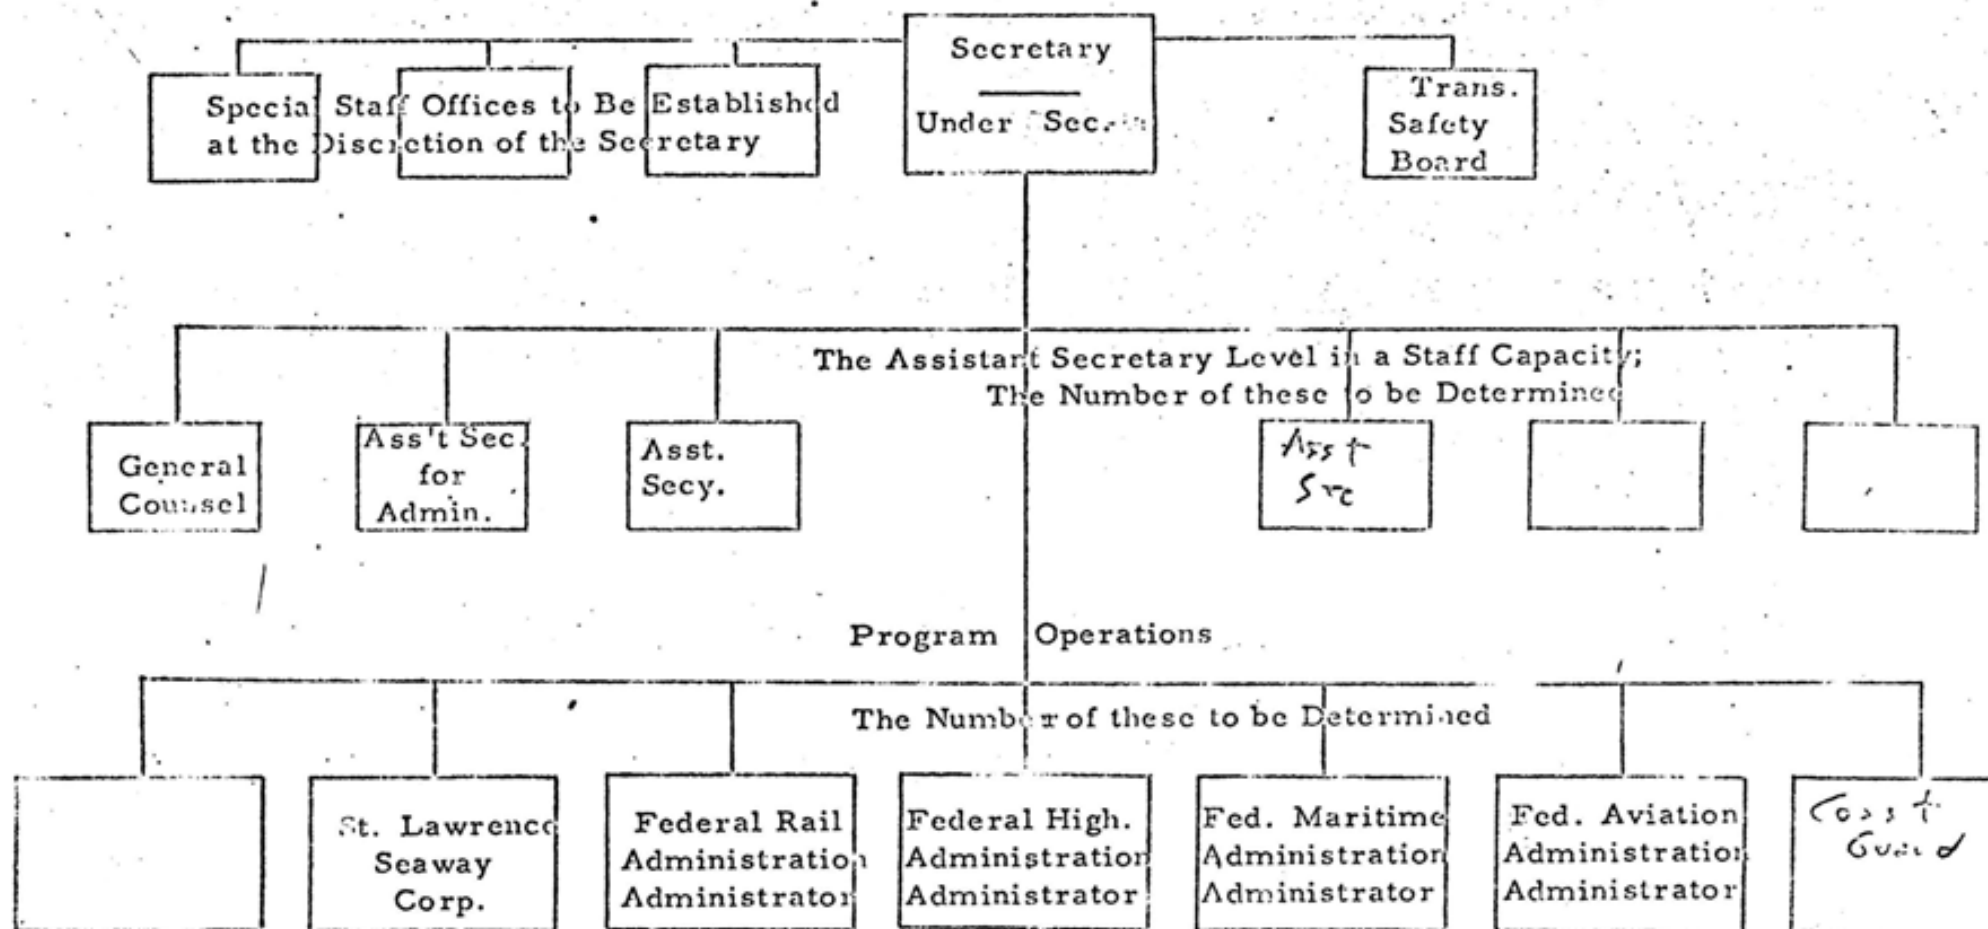 Secretary
Under Sec.
Special Staff Offices to Be Established
at the Discretion of the Secretary
Trans.
Safety
Board
The Assistant Secretary Level in a Staff Capacity;
The Number of these to be Determined
General
Counsel
Ass't Sec.
for
Admin.
Asst.
Secy.
Asst
Sec
Program Operations
The Number of these to be Determined
St. Lawrence
Seaway
Corp.
Federal Rail
Administration
Administrator
Federal High.
Administration
Administrator
Fed. Maritime
Administration
Administrator
Fed. Aviation
Administration
Administrator
Coast
Guard